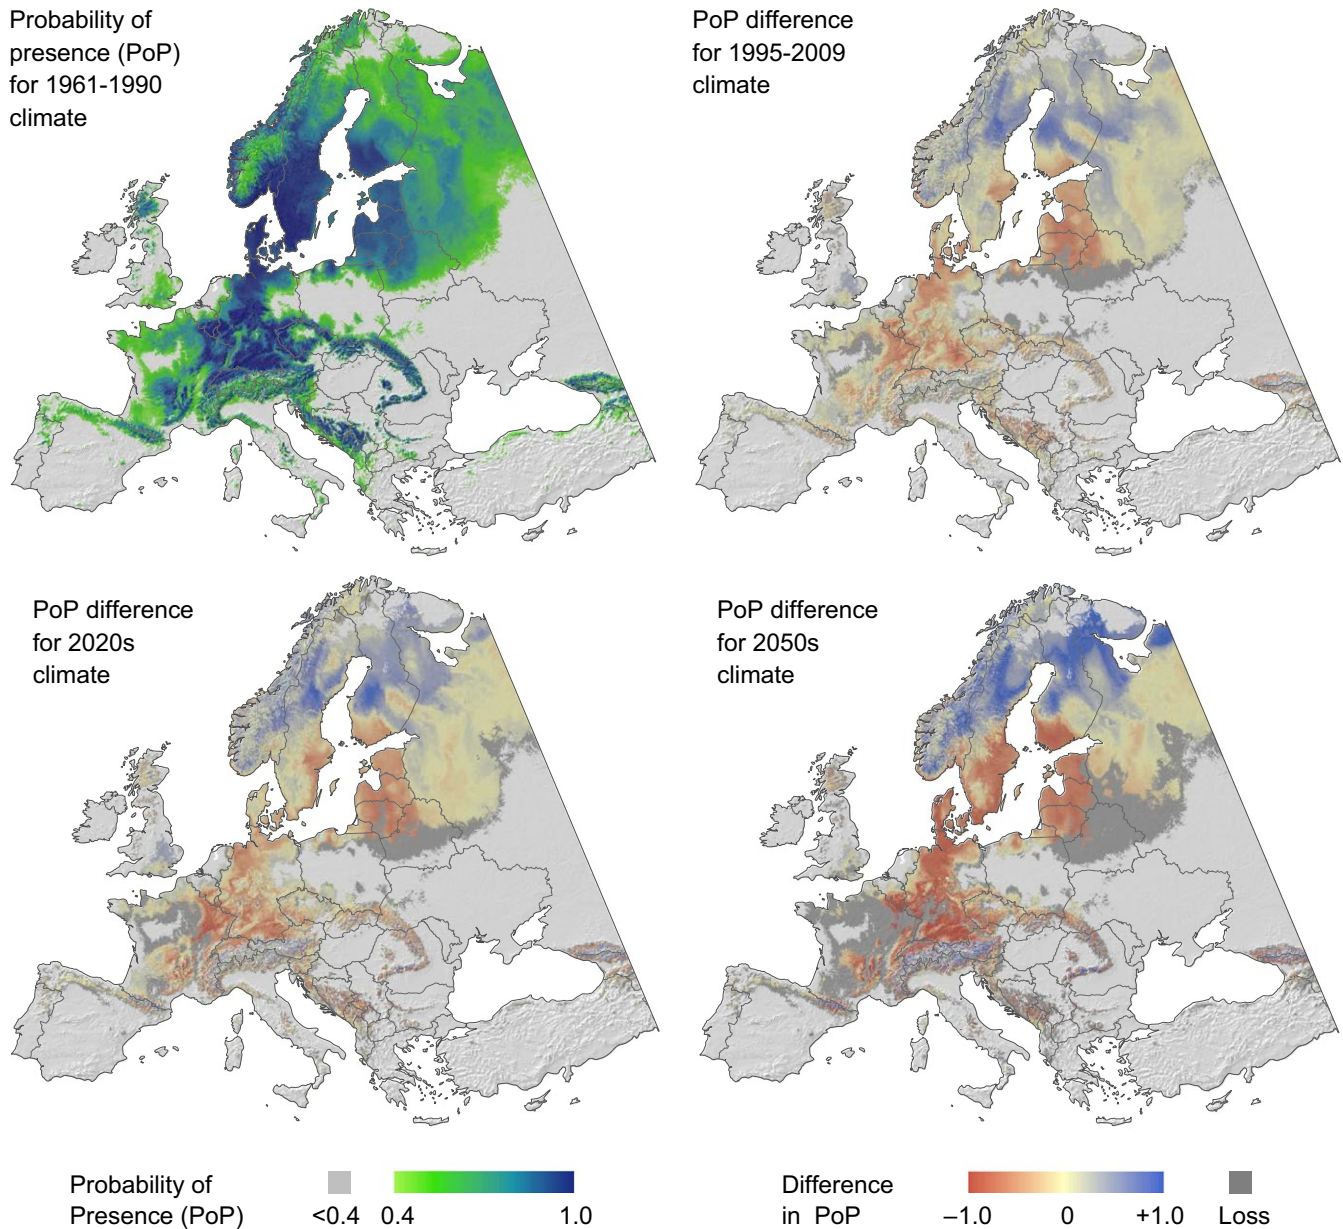 Probability of
presence (PoP)
for 1961-1990
climate
PoP difference
for 1995-2009
climate
PoP difference
for 2020s
climate
PoP difference
for 2050s
climate
Probability of
Presence (PoP)
<0.4
0.4
1.0
Difference
in PoP
–1.0
0
+1.0
Loss